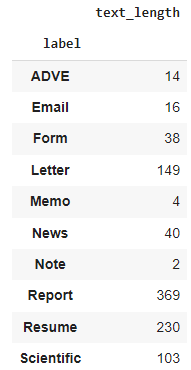 text_length
label
ADVE 14
Email 16
Form 38
Letter 149
Memo 4
News 40
Note 2
Report 369
Resume 230
Scientific 103